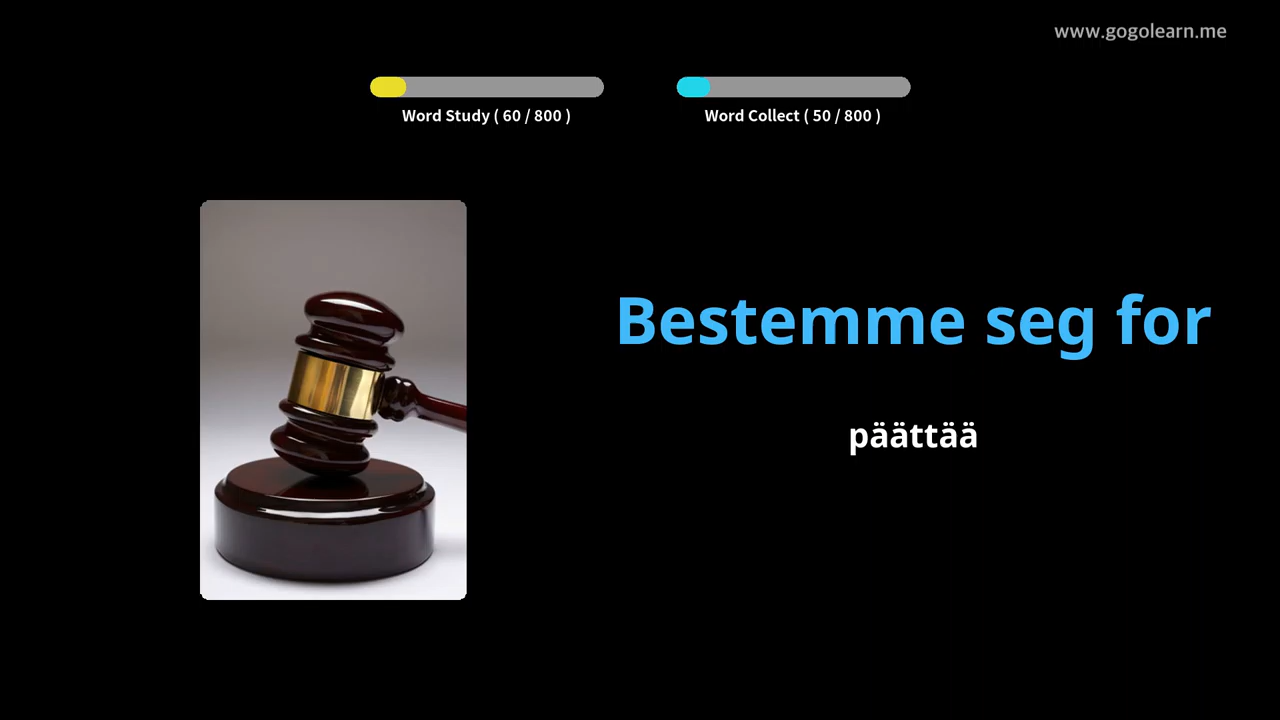 www.gogolearn.me
Word Study ( 60 / 800 )
Word Collect ( 50 / 800 )
Bestemme seg for
päättää